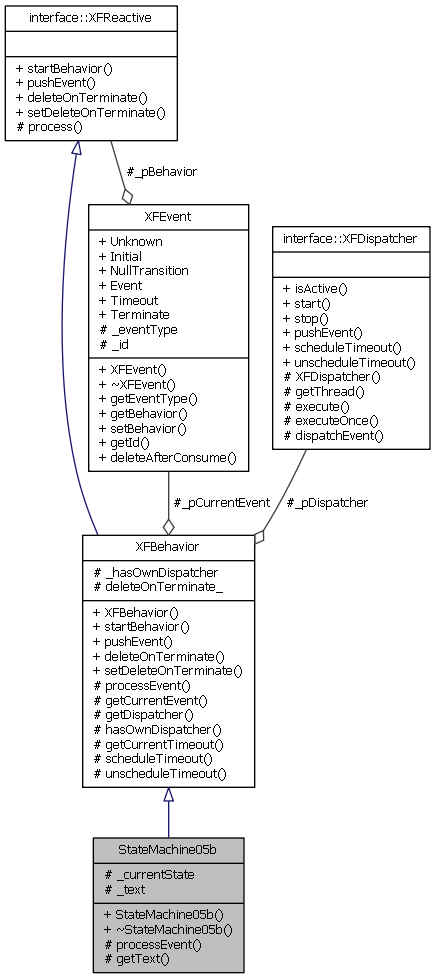 interface::XFReactive
+ startBehavior()
+ pushEvent()
+ deleteOnTerminate()
+ setDeleteOnTerminate()
# process()
#_pBehavior
XFEvent
+ Unknown
+ Initial
+ NullTransition
+ Event
+ Timeout
+ Terminate
# _eventType
# _id
+ XFEvent()
+ ~XFEvent()
+ getEventType()
+ getBehavior()
+ setBehavior()
+ getId()
+ deleteAfterConsume()
interface::XFDispatcher
+ isActive()
+ start()
+ stop()
+ pushEvent()
+ scheduleTimeout()
+ unscheduleTimeout()
# XFDispatcher()
# getThread()
# execute()
# executeOnce()
# dispatchEvent()
#_pCurrentEvent
#_pDispatcher
XFBehavior
# _hasOwnDispatcher
# deleteOnTerminate_
+ XFBehavior()
+ startBehavior()
+ pushEvent()
+ deleteOnTerminate()
+ setDeleteOnTerminate()
# processEvent()
# getCurrentEvent()
# getDispatcher()
# hasOwnDispatcher()
# getCurrentTimeout()
# scheduleTimeout()
# unscheduleTimeout()
StateMachine05b
# _currentState
# _text
+ StateMachine05b()
+ ~StateMachine05b()
# processEvent()
# getText()